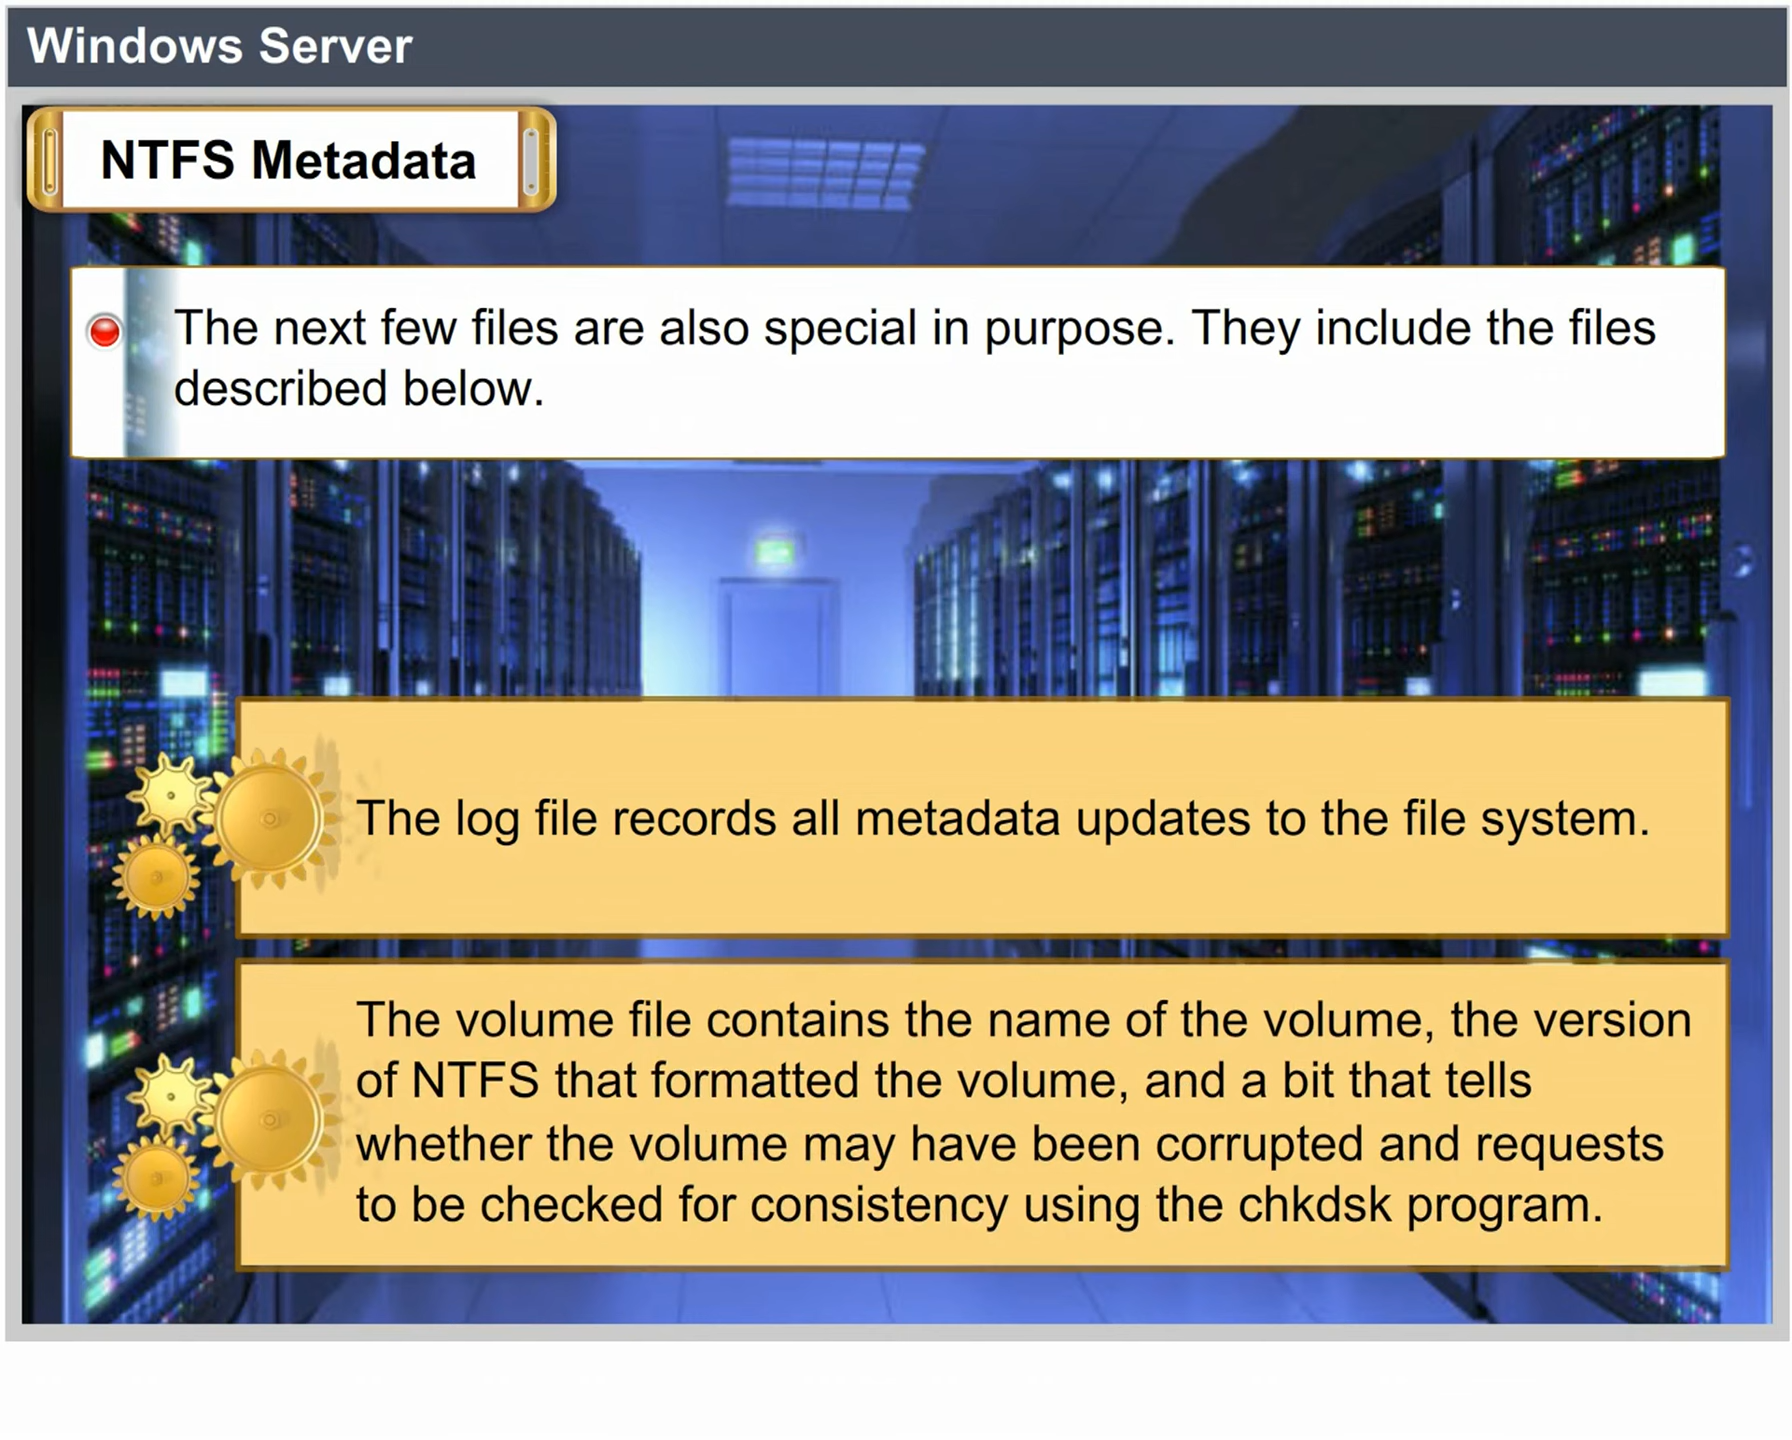 Windows Server
NTFS Metadata
The next few files are also special in purpose. They include the files
described below.
The log file records all metadata updates to the file system.
The volume file contains the name of the volume, the version
of NTFS that formatted the volume, and a bit that tells
whether the volume may have been corrupted and requests
to be checked for consistency using the chkdsk program.